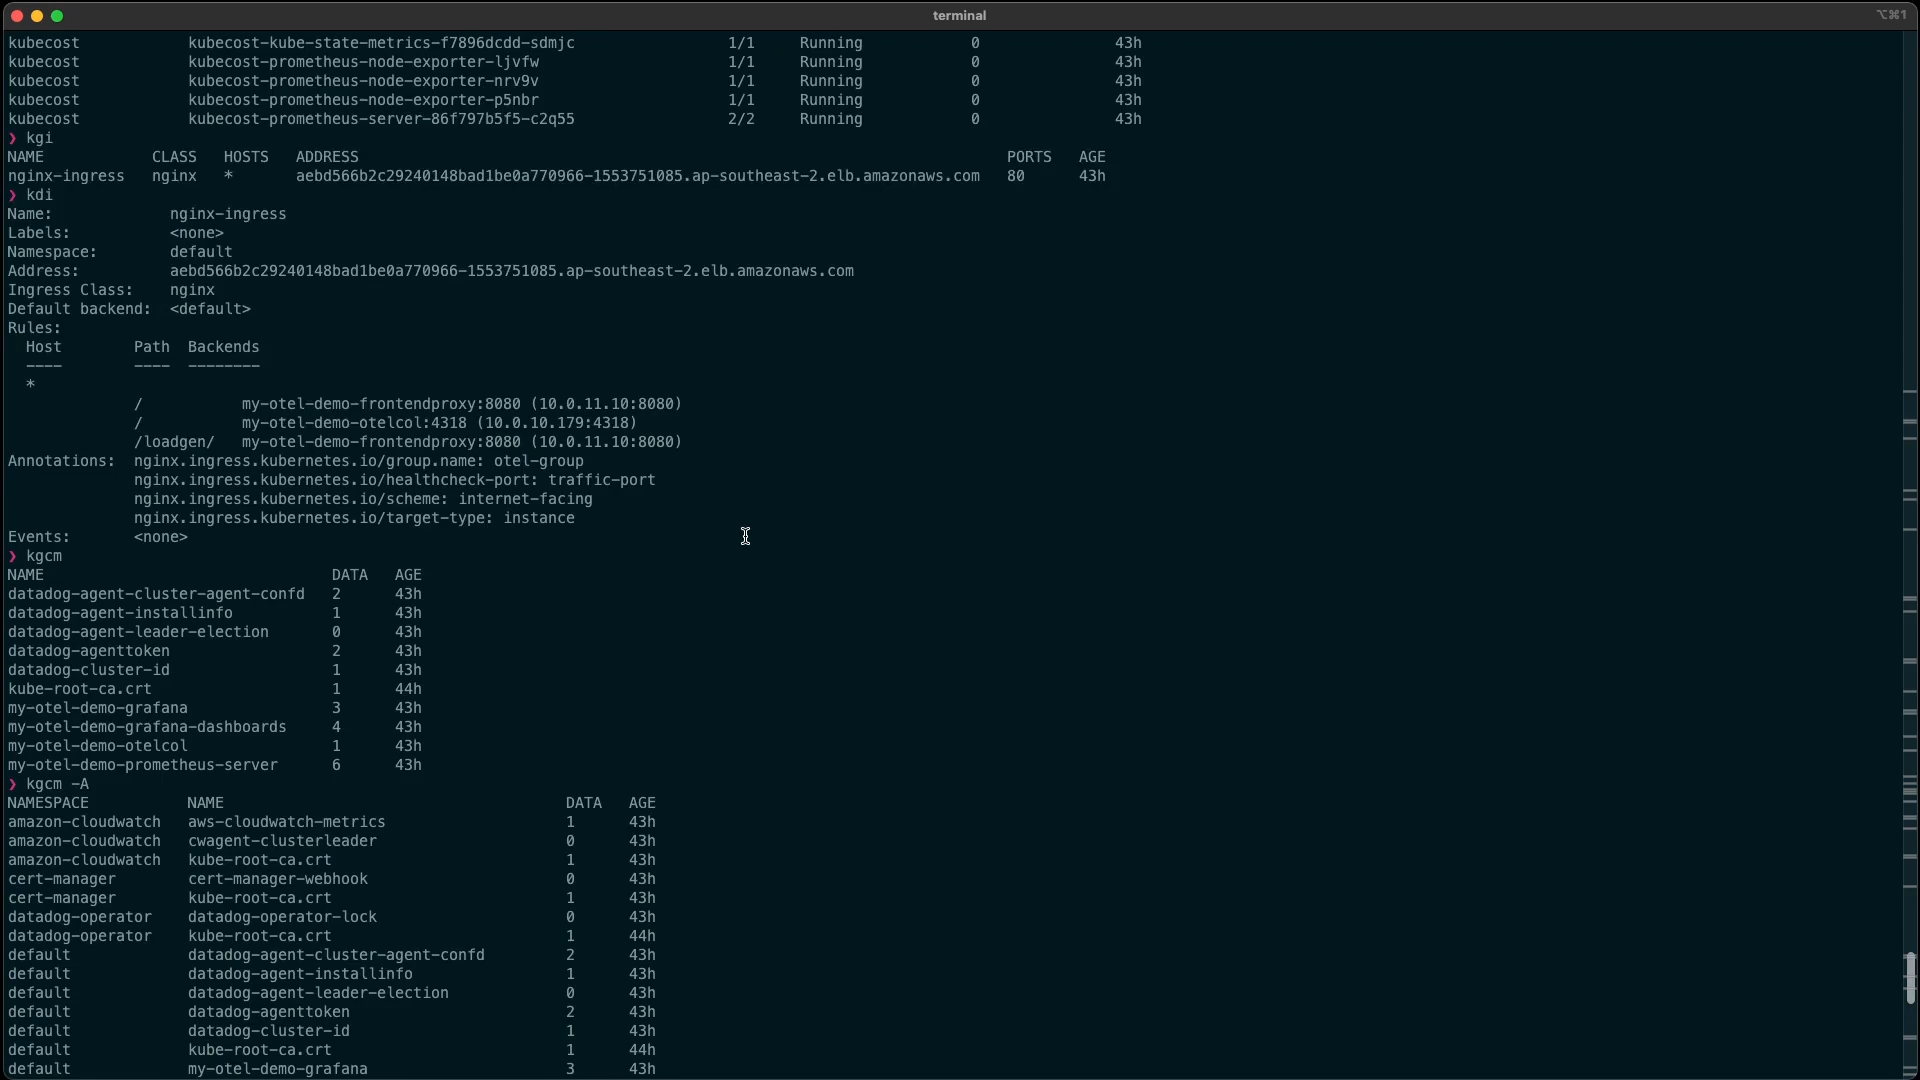 terminal
⌥⌘1
kubecost            kubecost-kube-state-metrics-f7896dcdd-sdmjc                 1/1     Running            0               43h
kubecost            kubecost-prometheus-node-exporter-ljvfw                     1/1     Running            0               43h
kubecost            kubecost-prometheus-node-exporter-nrv9v                     1/1     Running            0               43h
kubecost            kubecost-prometheus-node-exporter-p5nbr                     1/1     Running            0               43h
kubecost            kubecost-prometheus-server-86f797b5f5-c2q55                 2/2     Running            0               43h
❯ kgi
NAME            CLASS   HOSTS   ADDRESS                                                                        PORTS   AGE
nginx-ingress   nginx   *       aebd566b2c29240148bad1be0a770966-1553751085.ap-southeast-2.elb.amazonaws.com   80      43h
❯ kdi
Name:             nginx-ingress
Labels:           <none>
Namespace:        default
Address:          aebd566b2c29240148bad1be0a770966-1553751085.ap-southeast-2.elb.amazonaws.com
Ingress Class:    nginx
Default backend:  <default>
Rules:
  Host        Path  Backends
  ----        ----  --------
  *
              /           my-otel-demo-frontendproxy:8080 (10.0.11.10:8080)
              /           my-otel-demo-otelcol:4318 (10.0.10.179:4318)
              /loadgen/   my-otel-demo-frontendproxy:8080 (10.0.11.10:8080)
Annotations:  nginx.ingress.kubernetes.io/group.name: otel-group
              nginx.ingress.kubernetes.io/healthcheck-port: traffic-port
              nginx.ingress.kubernetes.io/scheme: internet-facing
              nginx.ingress.kubernetes.io/target-type: instance
Events:       <none>
❯ kgcm
NAME                                DATA   AGE
datadog-agent-cluster-agent-confd   2      43h
datadog-agent-installinfo           1      43h
datadog-agent-leader-election       0      43h
datadog-agenttoken                  2      43h
datadog-cluster-id                  1      43h
kube-root-ca.crt                    1      44h
my-otel-demo-grafana                3      43h
my-otel-demo-grafana-dashboards     4      43h
my-otel-demo-otelcol                1      43h
my-otel-demo-prometheus-server      6      43h
❯ kgcm -A
NAMESPACE           NAME                                      DATA   AGE
amazon-cloudwatch   aws-cloudwatch-metrics                    1      43h
amazon-cloudwatch   cwagent-clusterleader                     0      43h
amazon-cloudwatch   kube-root-ca.crt                          1      43h
cert-manager        cert-manager-webhook                      0      43h
cert-manager        kube-root-ca.crt                          1      43h
datadog-operator    datadog-operator-lock                     0      43h
datadog-operator    kube-root-ca.crt                          1      44h
default             datadog-agent-cluster-agent-confd         2      43h
default             datadog-agent-installinfo                 1      43h
default             datadog-agent-leader-election             0      43h
default             datadog-agenttoken                        2      43h
default             datadog-cluster-id                        1      43h
default             kube-root-ca.crt                          1      44h
default             my-otel-demo-grafana                      3      43h